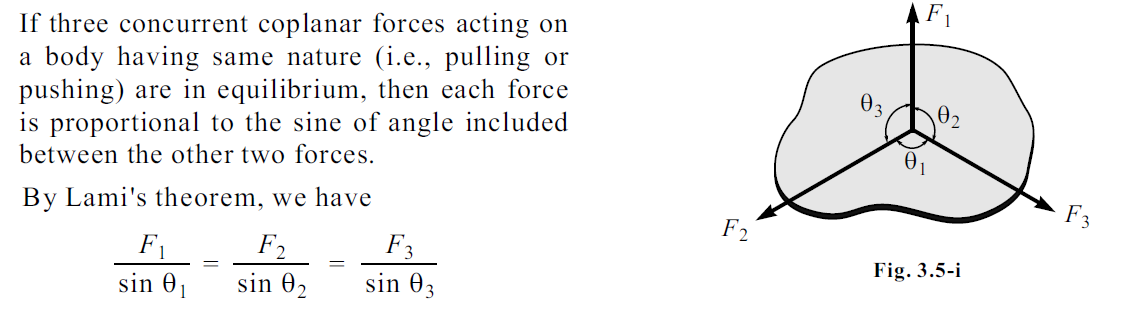 If three concurrent coplanar forces acting on
a body having same nature (i.e., pulling or
pushing) are in equilibrium, then each force
is proportional to the sine of angle included
between the other two forces.
By Lami's theorem, we have
F₁/sin θ₁ = F₂/sin θ₂ = F₃/sin θ₃
F₁
θ₃ θ₂
θ₁
F₂ F₃
Fig. 3.5-i